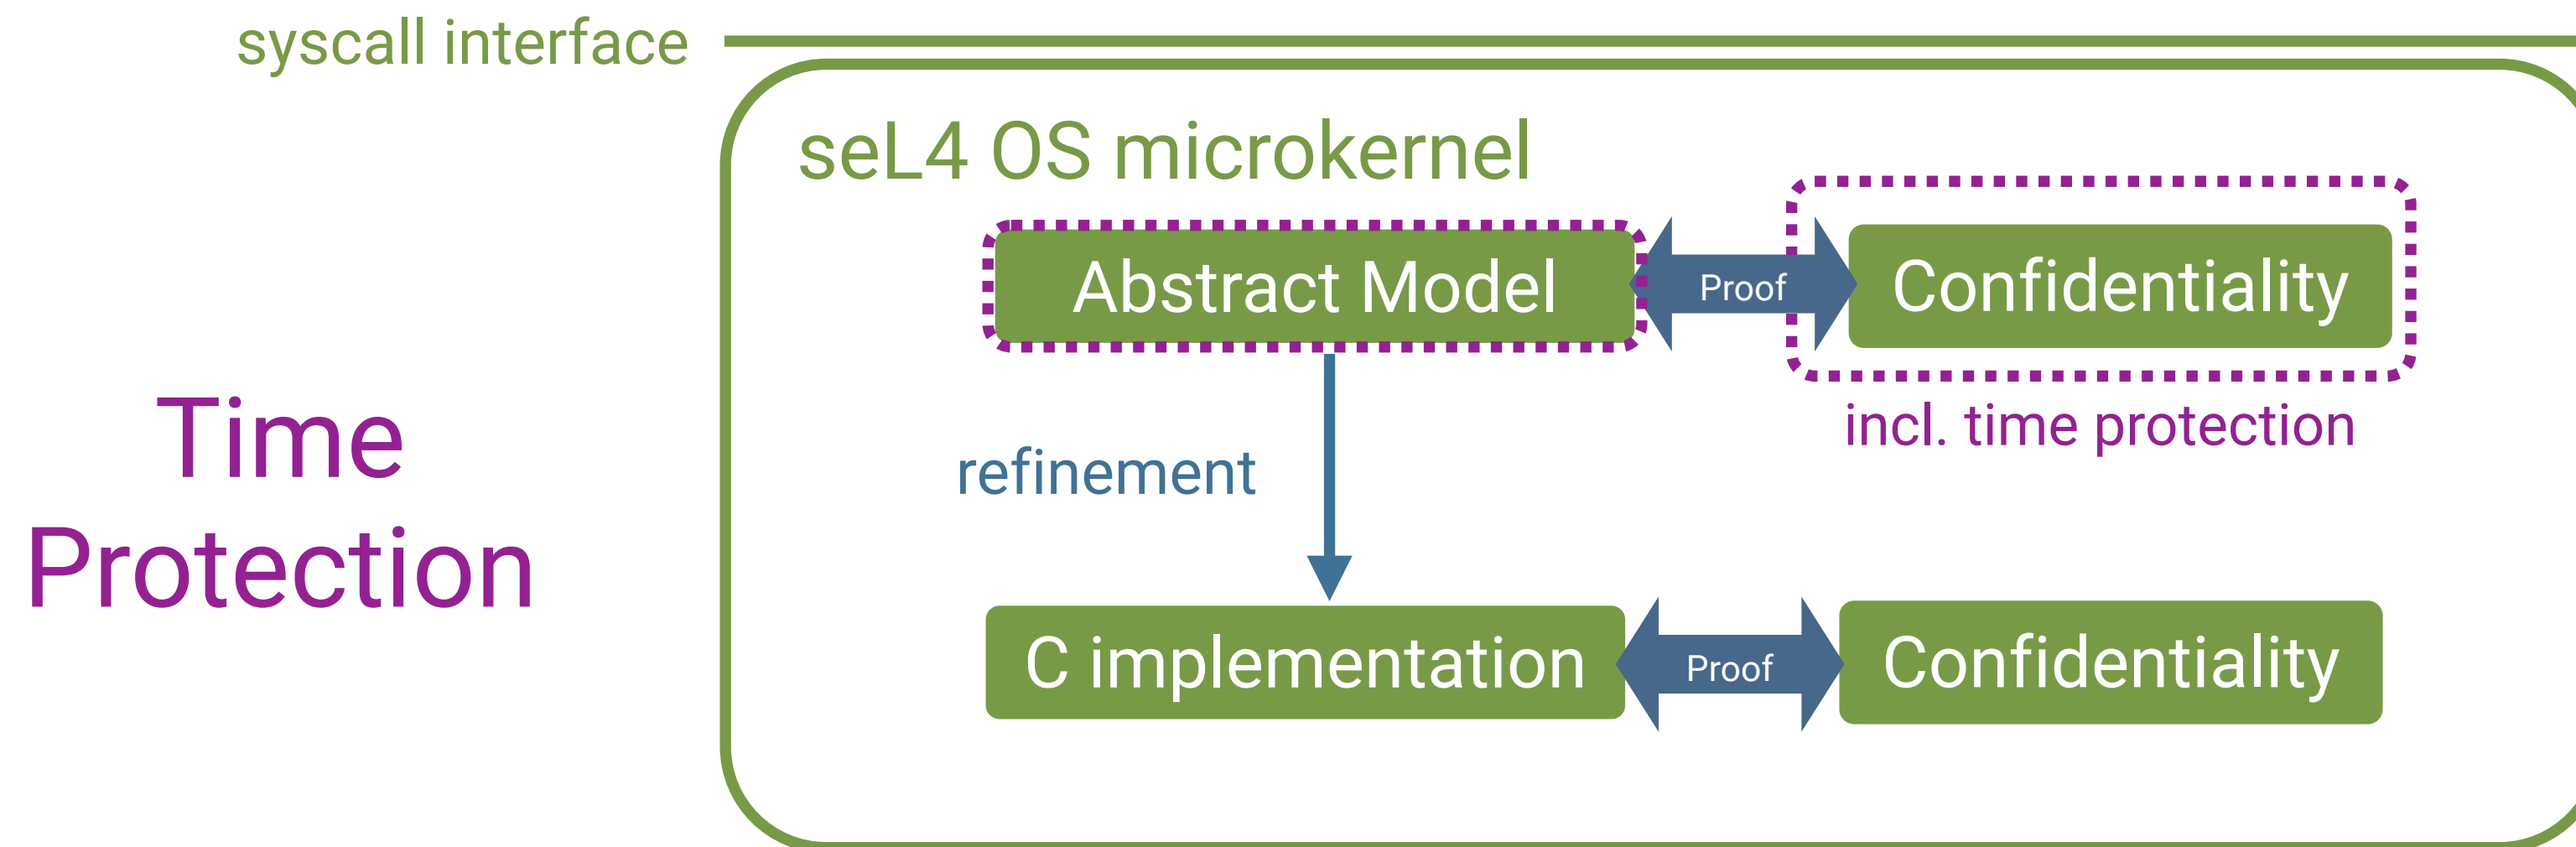 syscall interface
seL4 OS microkernel
Abstract Model
Proof
Confidentiality
incl. time protection
Time
Protection
refinement
C implementation
Proof
Confidentiality